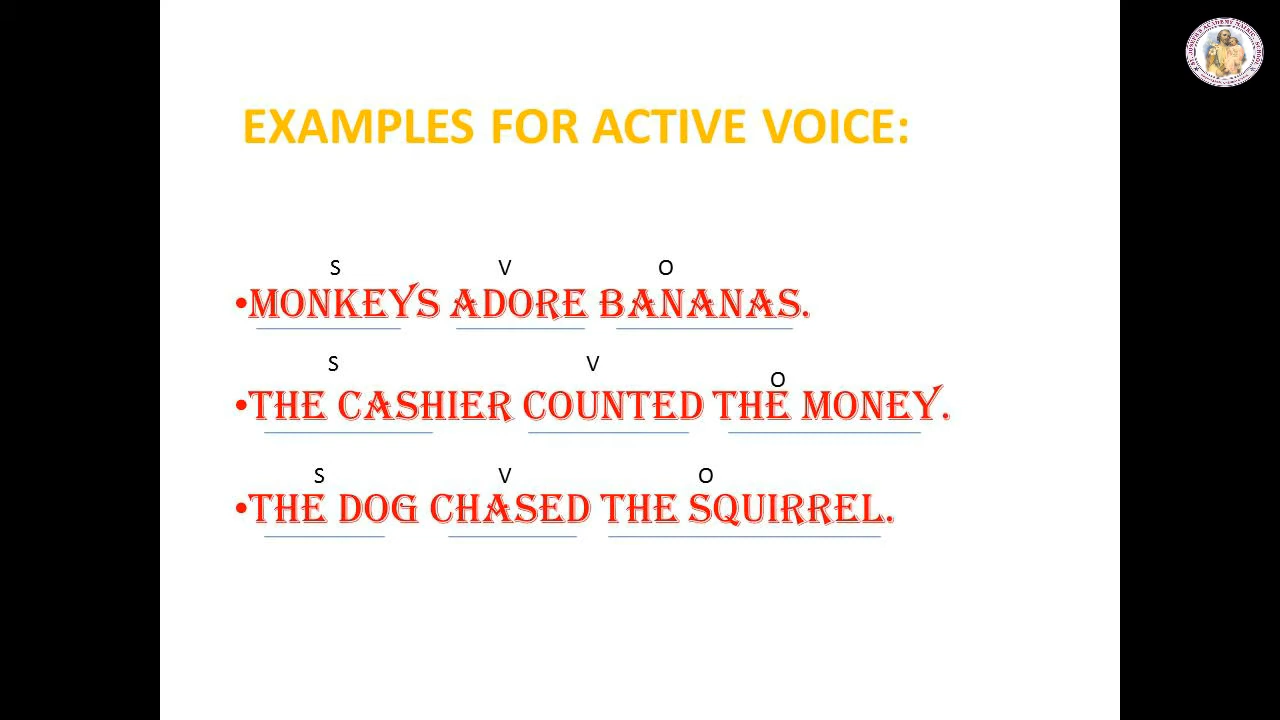 EXAMPLES FOR ACTIVE VOICE:
S V O
•MONKEYS ADORE BANANAS.
S V O
•THE CASHIER COUNTED THE MONEY.
S V O
•THE DOG CHASED THE SQUIRREL.